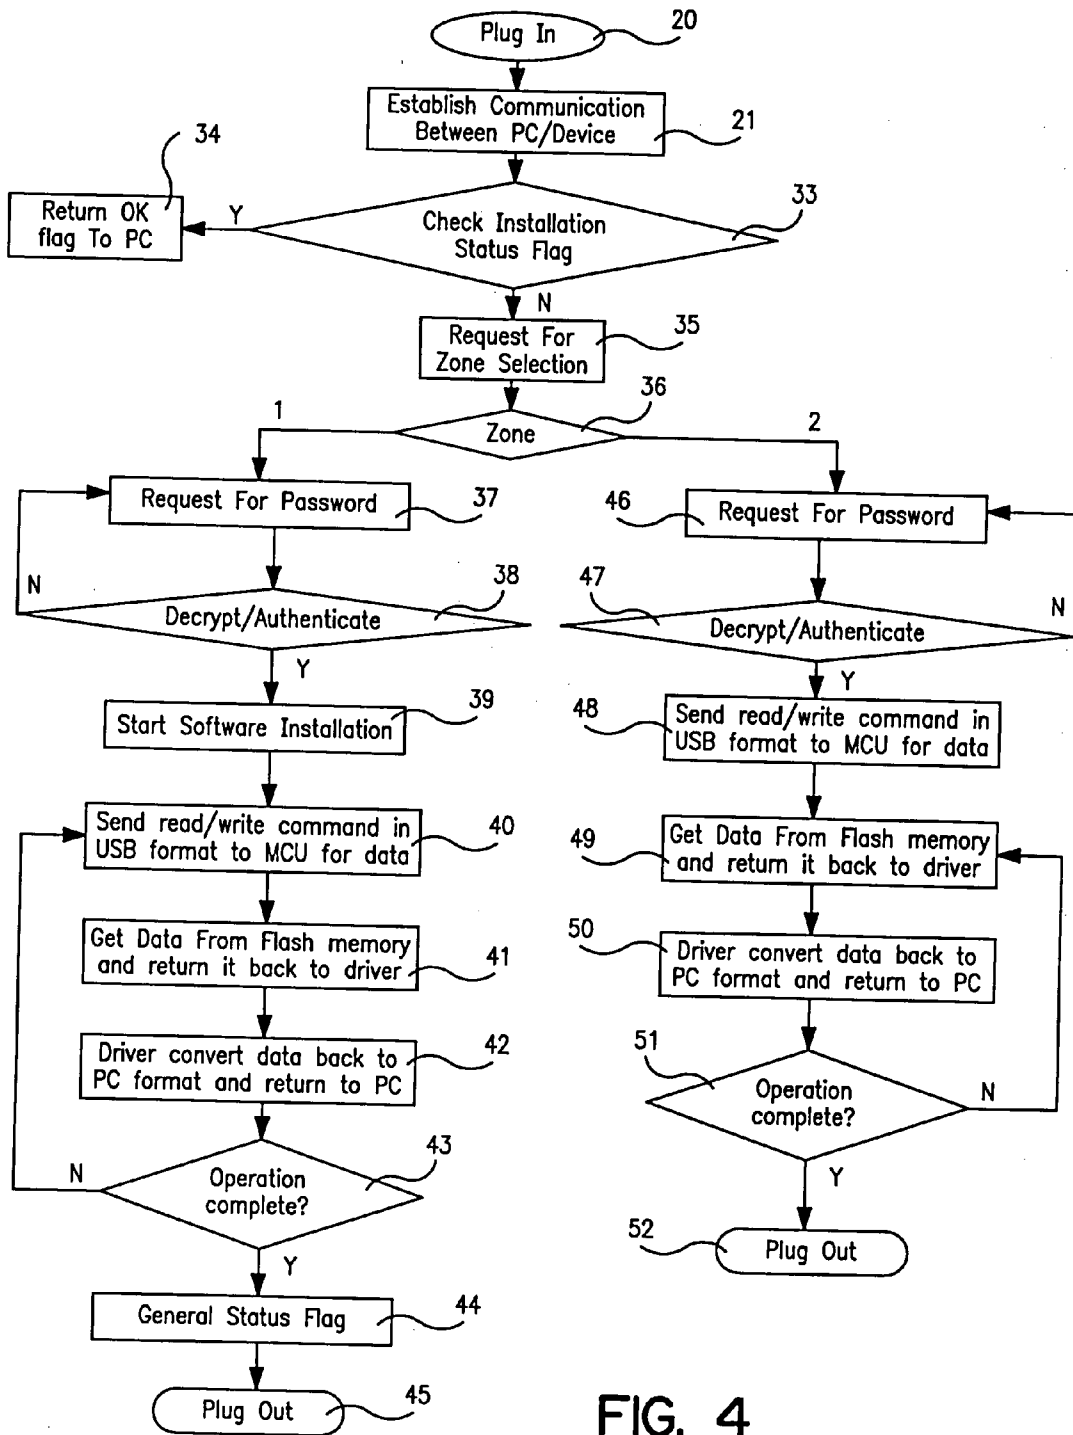 Plug In
20
Establish Communication
Between PC/Device
21
34
Return OK
flag To PC
Y
Check Installation
Status Flag
33
N
Request For
Zone Selection
35
1
Zone
36
2
Request For Password
37
N
Decrypt/Authenticate
38
Y
Start Software Installation
39
Send read/write command in
USB format to MCU for data
40
Get Data From Flash memory
and return it back to driver
41
Driver convert data back to
PC format and return to PC
42
N
Operation
complete?
43
Y
General Status Flag
44
Plug Out
45
46
Request For Password
47
Decrypt/Authenticate
N
Y
48
Send read/write command in
USB format to MCU for data
49
Get Data From Flash memory
and return it back to driver
50
Driver convert data back to
PC format and return to PC
51
Operation
complete?
N
Y
52
Plug Out
FIG. 4